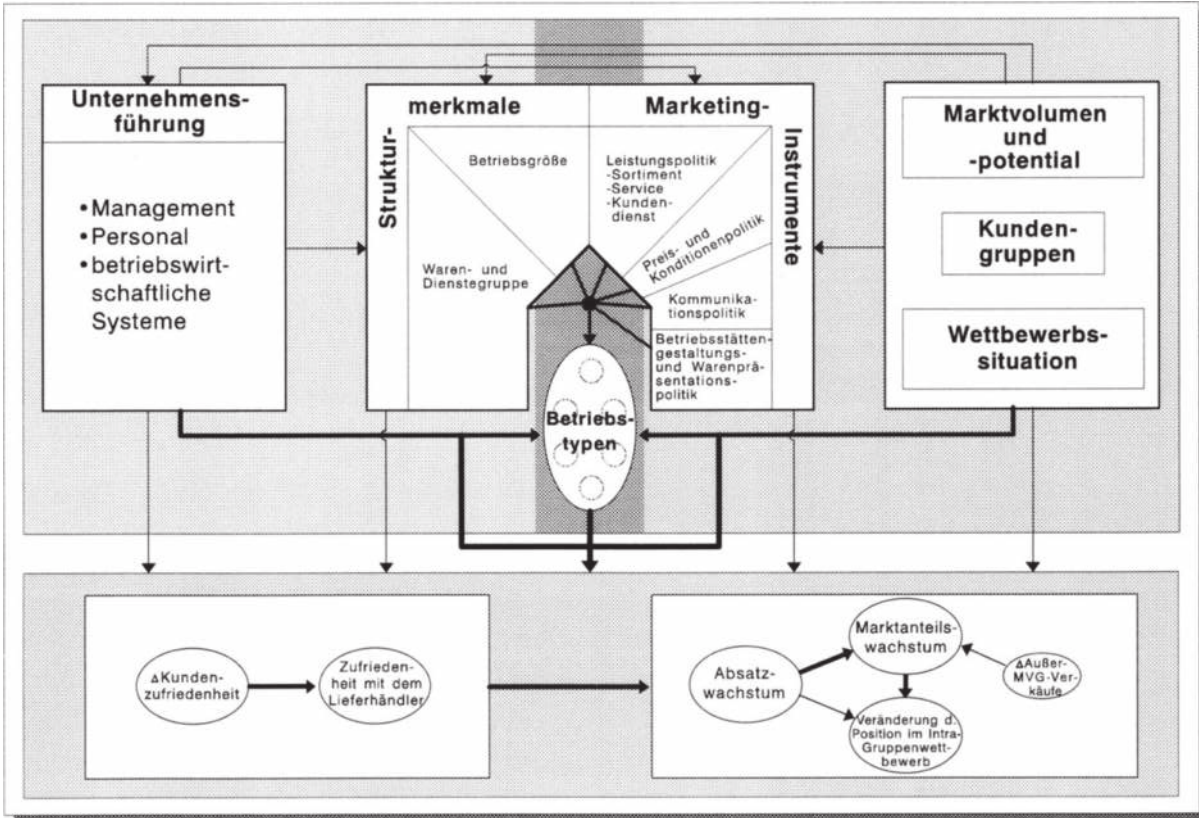 Unternehmens-
führung
•Management
•Personal
•betriebswirt-
schaftliche
Systeme
Struktur-
merkmale
Marketing-
Instrumente
Betriebsgröße
Waren- und
Dienstegruppe
Leistungspolitik
-Sortiment
-Service
-Kunden-
dienst
Preis- und
Konditionenpolitik
Kommunika-
tionspolitik
Betriebsstätten-
gestaltungs-
und Warenprä-
sentations-
politik
Betriebs-
typen
Marktvolumen
und
-potential
Kunden-
gruppen
Wettbewerbs-
situation
ΔKunden-
zufriedenheit
Zufrieden-
heit mit dem
Lieferhändler
Absatz-
wachstum
Marktanteils-
wachstum
ΔAußer-
MVG-Ver-
käufe
Veränderung d.
Position im Intra-
Gruppenwett-
bewerb